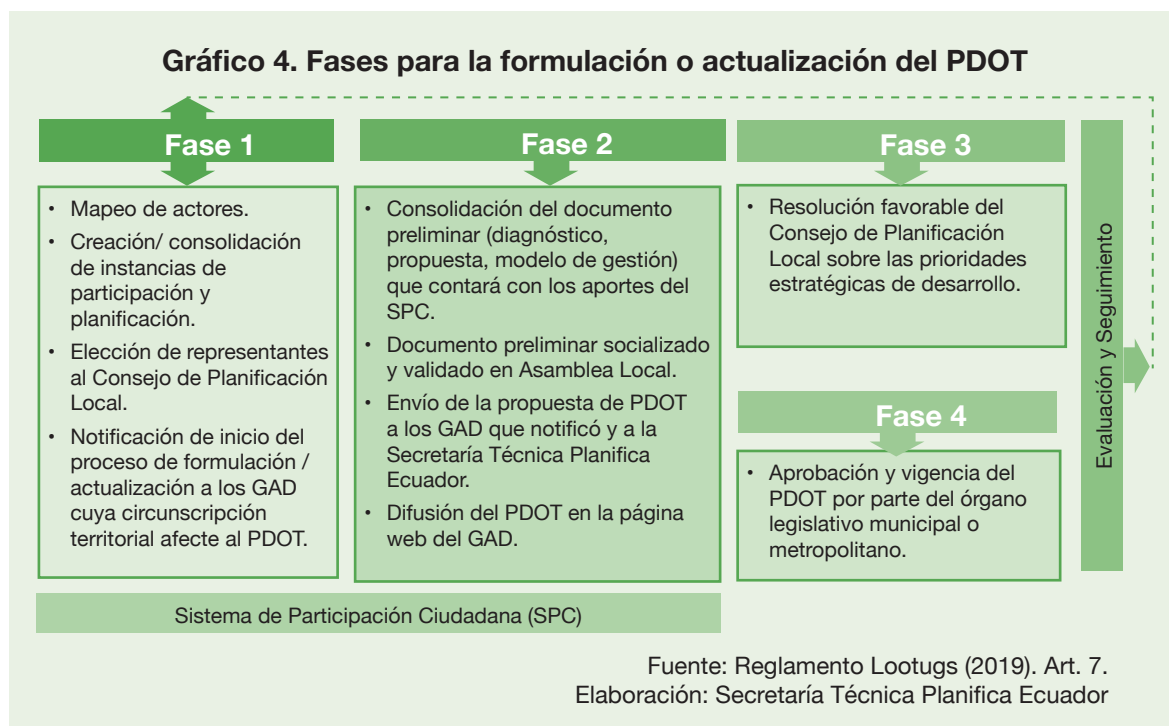 Gráfico 4. Fases para la formulación o actualización del PDOT
Fase 1
• Mapeo de actores.
• Creación/ consolidación
de instancias de
participación y
planificación.
• Elección de representantes
al Consejo de Planificación
Local.
• Notificación de inicio del
proceso de formulación /
actualización a los GAD
cuya circunscripción
territorial afecte al PDOT.
Fase 2
• Consolidación del documento
preliminar (diagnóstico,
propuesta, modelo de gestión)
que contará con los aportes del
SPC.
• Documento preliminar socializado
y validado en Asamblea Local.
• Envío de la propuesta de PDOT
a los GAD que notificó y a la
Secretaría Técnica Planifica
Ecuador.
• Difusión del PDOT en la página
web del GAD.
Sistema de Participación Ciudadana (SPC)
Fase 3
• Resolución favorable del
Consejo de Planificación
Local sobre las prioridades
estratégicas de desarrollo.
Fase 4
• Aprobación y vigencia del
PDOT por parte del órgano
legislativo municipal o
metropolitano.
Evaluación y Seguimiento
Fuente: Reglamento Lootugs (2019). Art. 7.
Elaboración: Secretaría Técnica Planifica Ecuador